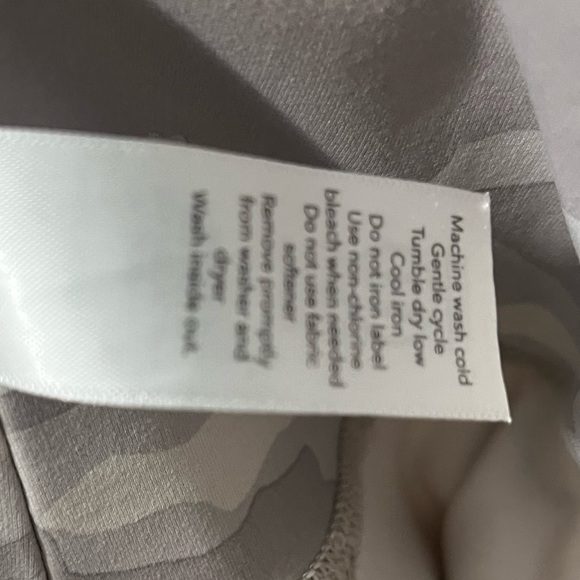 Machine wash cold
Gentle cycle
Tumble dry low
Cool iron
Do not iron label
Use non-chlorine
bleach when needed
Do not use fabric
softener
Remove promptly
from washer and
dryer
Wash inside out.